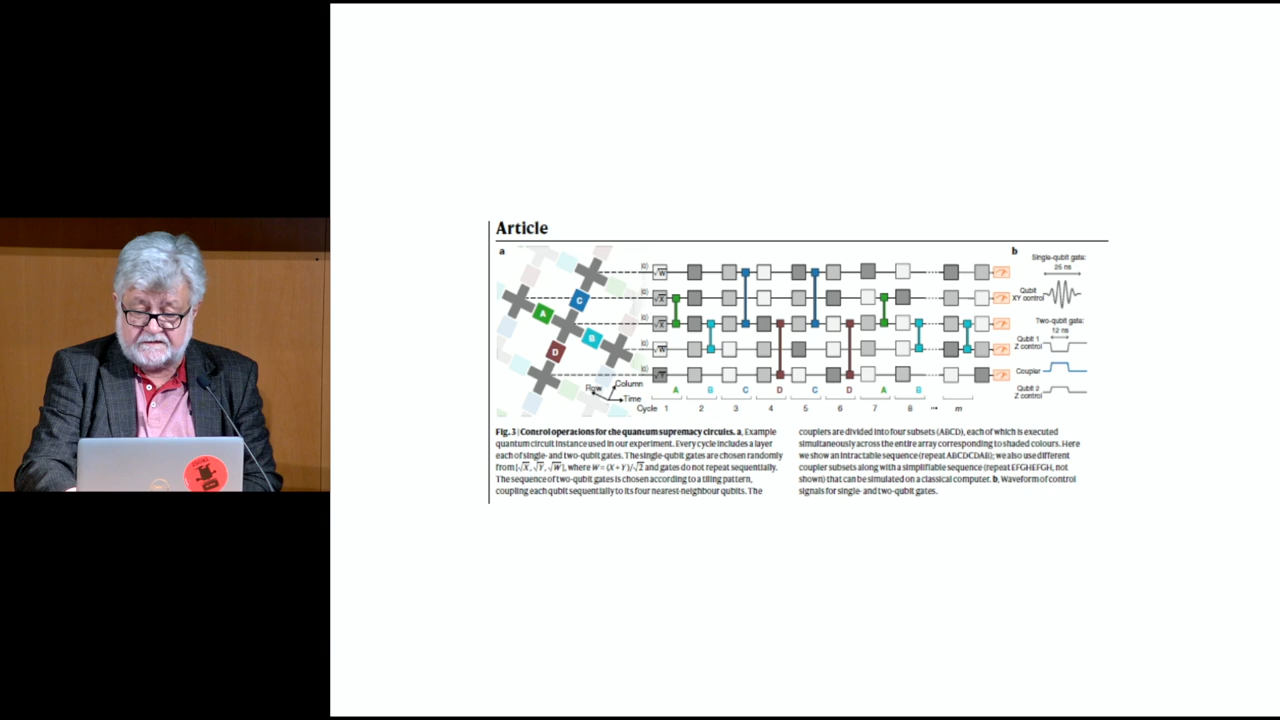 Article
a
b
|0⟩
√W
|0⟩
√X
|0⟩
√X
|0⟩
√W
|0⟩
√Y
A
B
C
D
Row
Column
Time
A B C D C D A B
Cycle 1 2 3 4 5 6 7 8 ··· m
Single-qubit gate:
25 ns
Qubit
XY control
Two-qubit gate:
12 ns
Qubit 1
Z control
Coupler
Qubit 2
Z control
Fig. 3 | Control operations for the quantum supremacy circuits. a, Example
quantum circuit instance used in our experiment. Every cycle includes a layer
each of single- and two-qubit gates. The single-qubit gates are chosen randomly
from {√X, √Y, √W}, where W = (X + Y)/√2 and gates do not repeat sequentially.
The sequence of two-qubit gates is chosen according to a tiling pattern,
coupling each qubit sequentially to its four nearest-neighbour qubits. The
couplers are divided into four subsets (ABCD), each of which is executed
simultaneously across the entire array corresponding to shaded colours. Here
we show an intractable sequence (repeat ABCDCDAB); we also use different
coupler subsets along with a simplifiable sequence (repeat EFGHEFGH, not
shown) that can be simulated on a classical computer. b, Waveform of control
signals for single- and two-qubit gates.